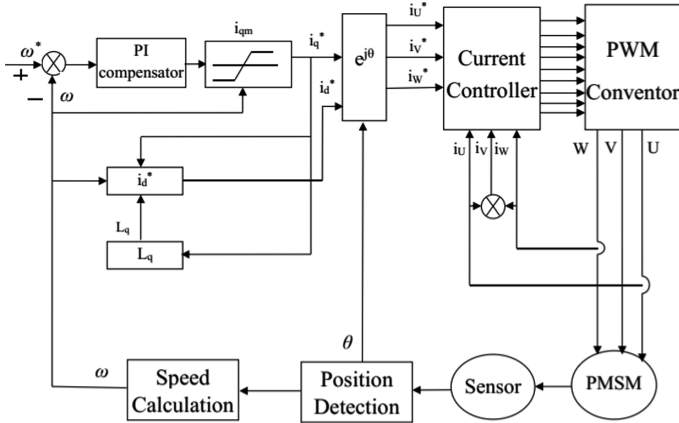 ω*
+
−
ω
PI
compensator
iqm
iq*
id*
e^jθ
iU*
iV*
iW*
Current
Controller
PWM
Conventor
iU
iV
iW
W
V
U
id*
Lq
Lq
θ
ω
Speed
Calculation
Position
Detection
Sensor
PMSM